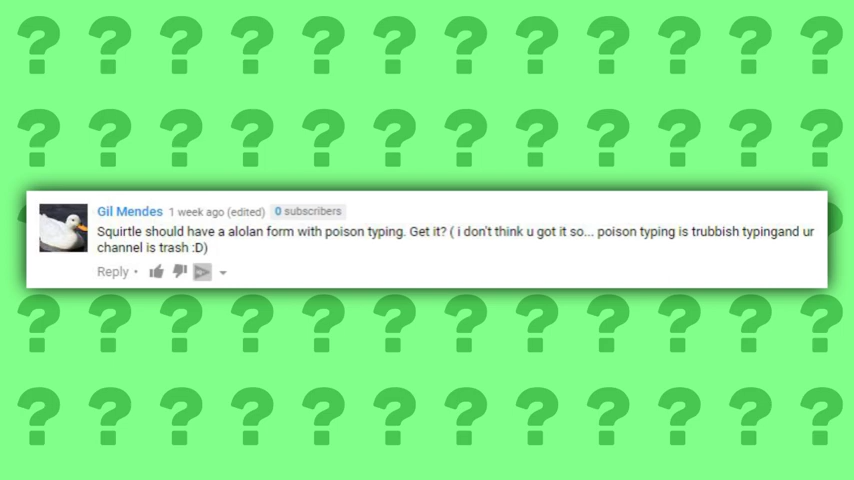 Gil Mendes 1 week ago (edited) 0 subscribers
Squirtle should have a alolan form with poison typing. Get it? ( i don't think u got it so... poison typing is trubbish typingand ur
channel is trash :D)
Reply •